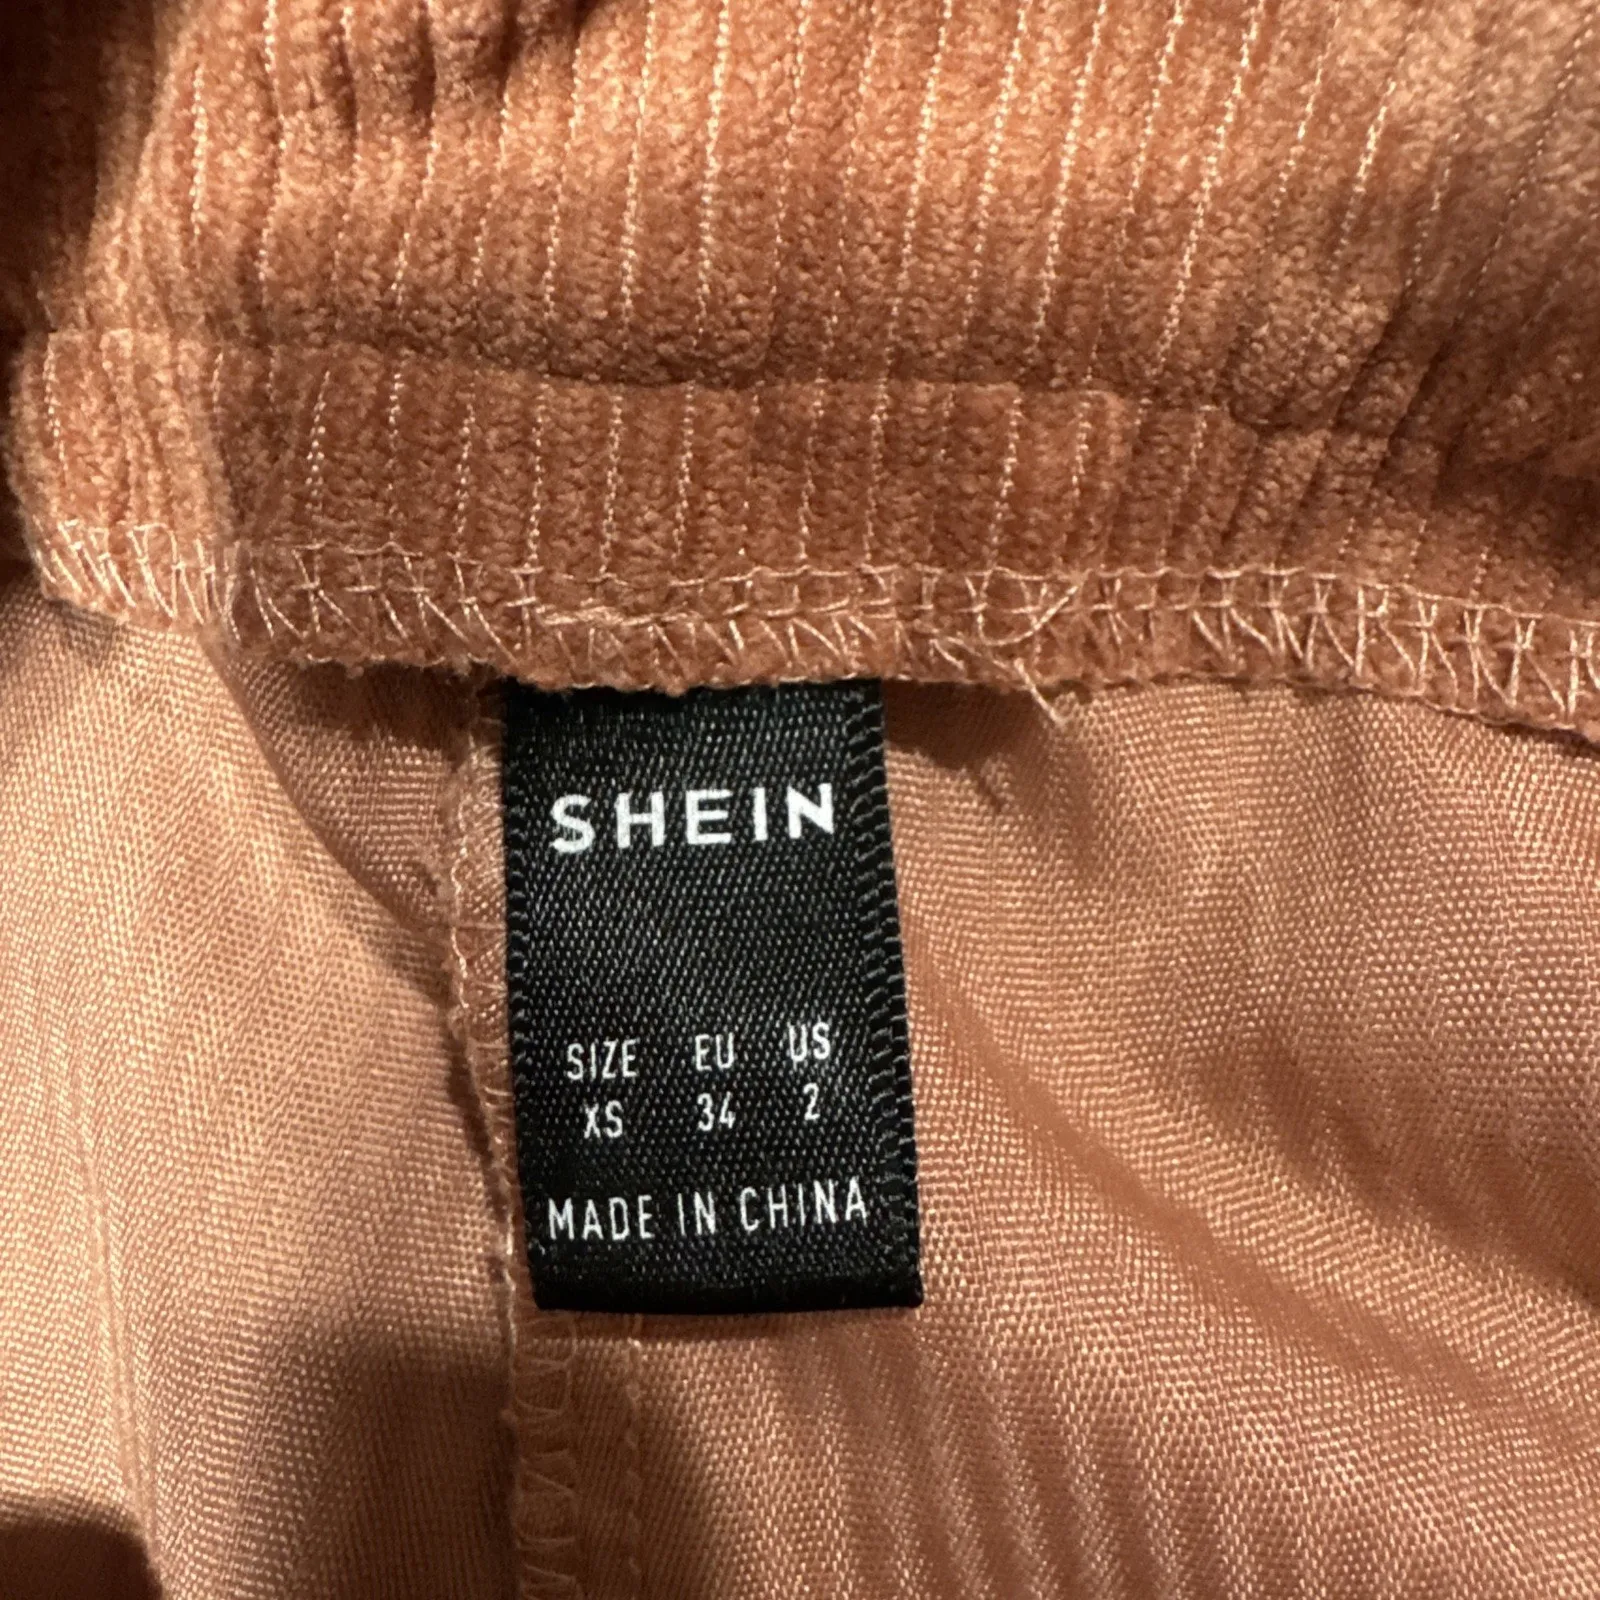 SHEIN
SIZE EU US
XS 34 2
MADE IN CHINA